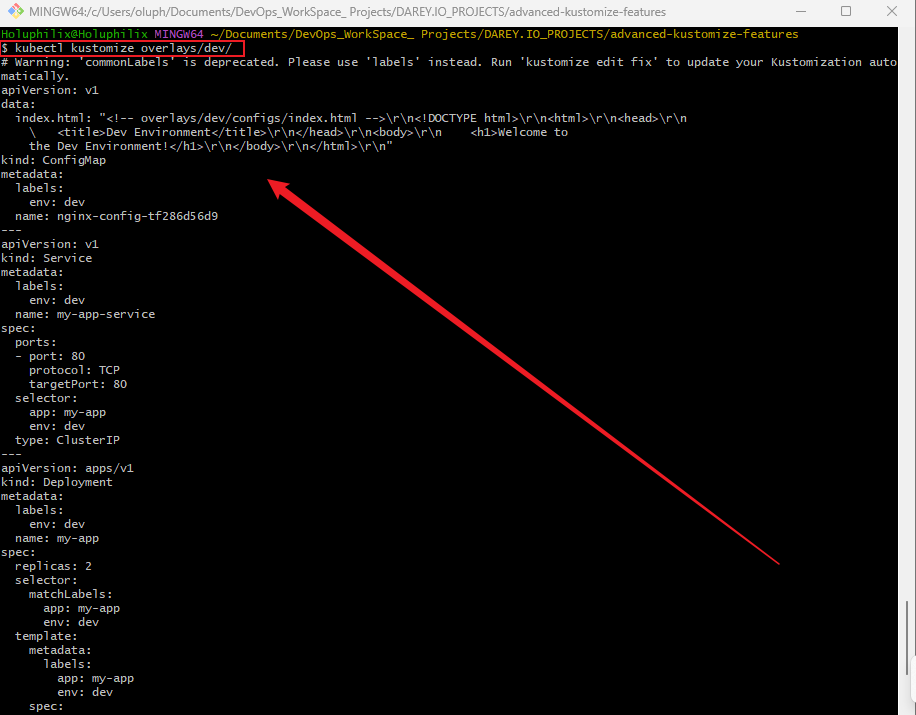 MINGW64:/c/Users/oluph/Documents/DevOps_WorkSpace_ Projects/DAREY.IO_PROJECTS/advanced-kustomize-features
Holuphilix@Holuphilix MINGW64 ~/Documents/DevOps_WorkSpace_ Projects/DAREY.IO_PROJECTS/advanced-kustomize-features
$ kubectl kustomize overlays/dev/
# Warning: 'commonLabels' is deprecated. Please use 'labels' instead. Run 'kustomize edit fix' to update your Kustomization auto
matically.
apiVersion: v1
data:
  index.html: "<!-- overlays/dev/configs/index.html -->\r\n<!DOCTYPE html>\r\n<html>\r\n<head>\r\n
    \   <title>Dev Environment</title>\r\n</head>\r\n<body>\r\n    <h1>Welcome to
    the Dev Environment!</h1>\r\n</body>\r\n</html>\r\n"
kind: ConfigMap
metadata:
  labels:
    env: dev
  name: nginx-config-tf286d56d9
---
apiVersion: v1
kind: Service
metadata:
  labels:
    env: dev
  name: my-app-service
spec:
  ports:
  - port: 80
    protocol: TCP
    targetPort: 80
  selector:
    app: my-app
    env: dev
  type: ClusterIP
---
apiVersion: apps/v1
kind: Deployment
metadata:
  labels:
    env: dev
  name: my-app
spec:
  replicas: 2
  selector:
    matchLabels:
      app: my-app
      env: dev
  template:
    metadata:
      labels:
        app: my-app
        env: dev
    spec: